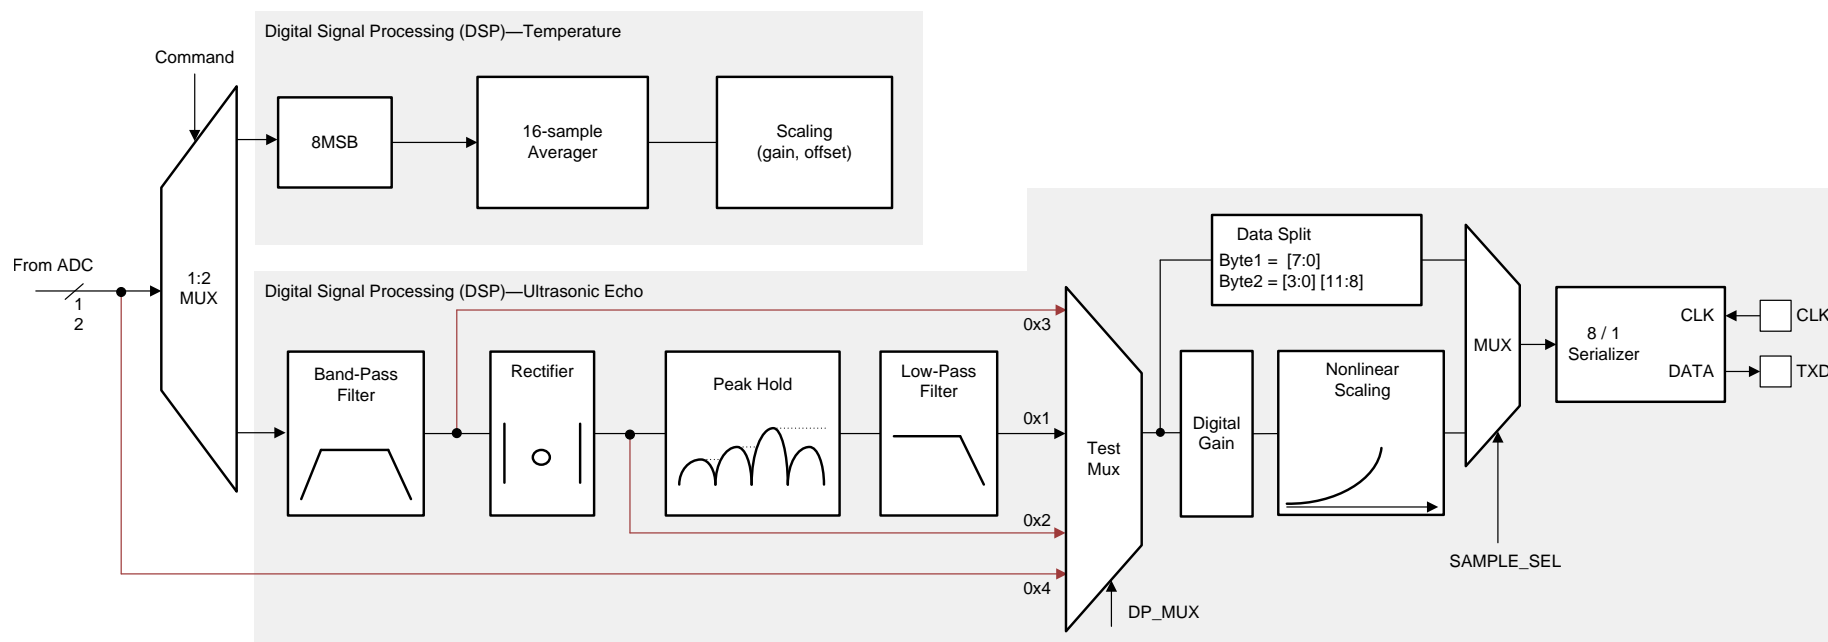 Digital Signal Processing (DSP)—Temperature
Command
8MSB
16-sample
Averager
Scaling
(gain, offset)
From ADC
1
2
1:2
MUX
Digital Signal Processing (DSP)—Ultrasonic Echo
Band-Pass
Filter
Rectifier
Peak Hold
Low-Pass
Filter
0x3
0x1
0x2
0x4
Test
Mux
DP_MUX
Data Split
Byte1 = [7:0]
Byte2 = [3:0] [11:8]
Digital
Gain
Nonlinear
Scaling
MUX
SAMPLE_SEL
8 / 1
Serializer
CLK
DATA
CLK
TXD